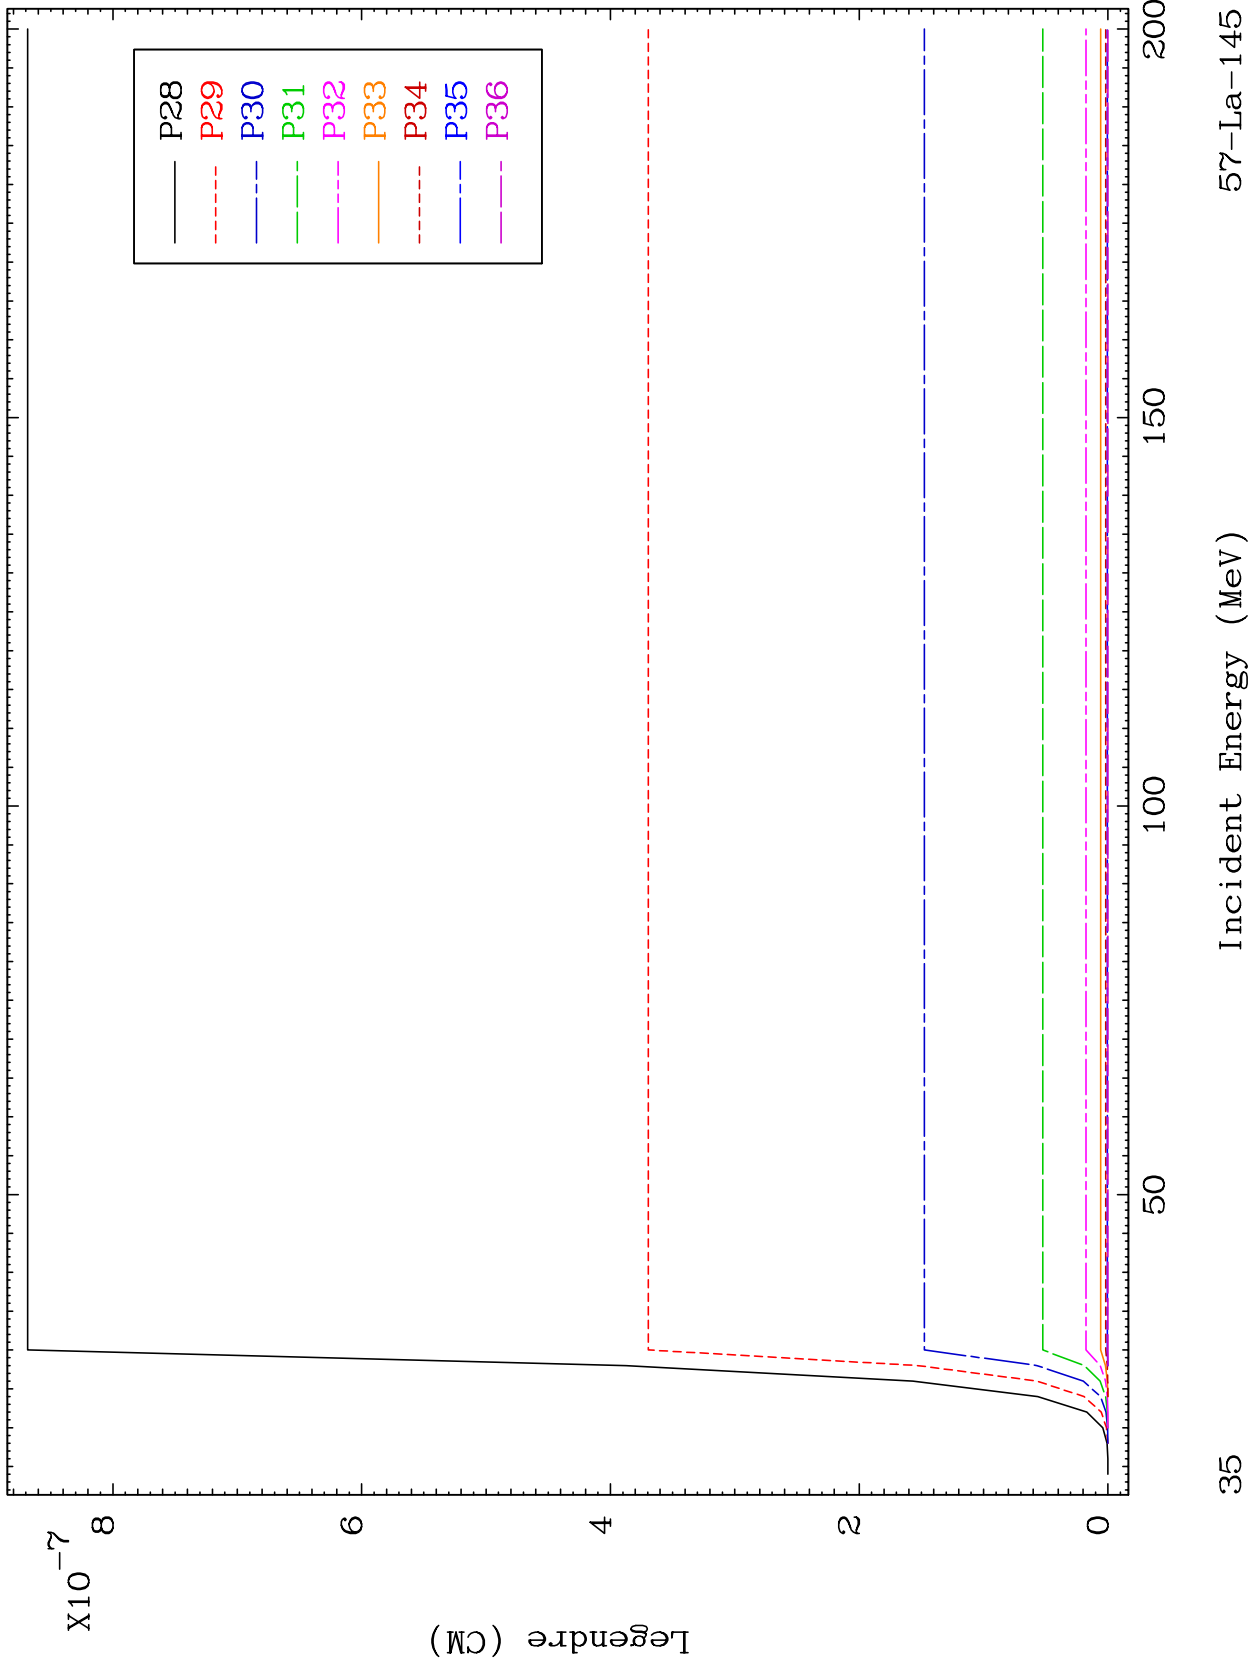 X10-7
8
6
4
2
0
Legendre (CM)
P28
P29
P30
P31
P32
P33
P34
P35
P36
50
100
150
200
35
Incident Energy (MeV)
57-La-145